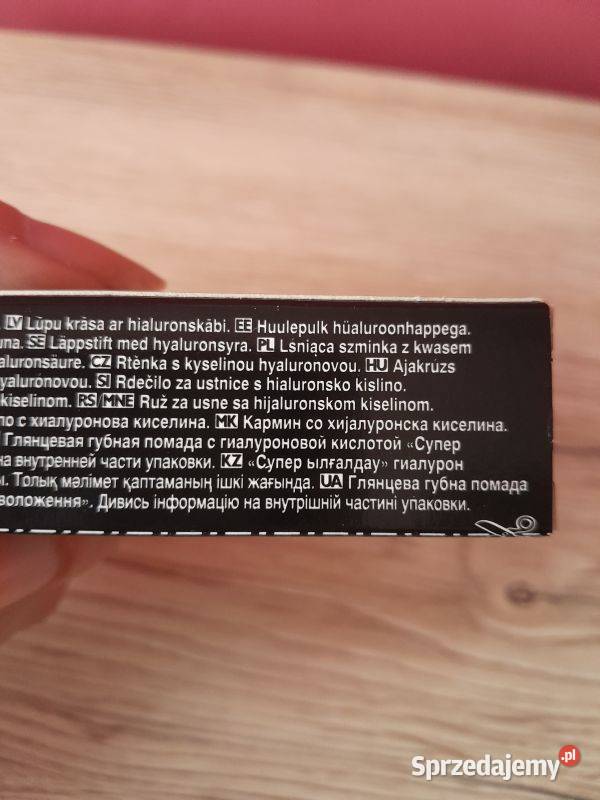 LV Lūpu krāsa ar hialuronskābi. EE Huulepulk hüaluroonhappega.
una. SE Läppstift med hyaluronsyra. PL Lśniąca szminka z kwasem
aluronsäure. CZ Rtěnka s kyselinou hyaluronovou. HU Ajakrúzs
yaluronovou. SI Rdečilo za ustnice s hialuronsko kislino.
kiselinom. RS/MNE Ruž za usne sa hijaluronskom kiselinom.
ло с хиалуронова киселина. MK Кармин со хијалуронска киселина.
Глянцевая губная помада с гиалуроновой кислотой «Супер
на внутренней части упаковки. KZ «Супер ылғалдау» гиалурон
ы. Толық мәлімет қаптаманың ішкі жағында. UA Глянцева губна помада
воложення». Дивись інформацію на внутрішній частині упаковки.
Sprzedajemy.pl